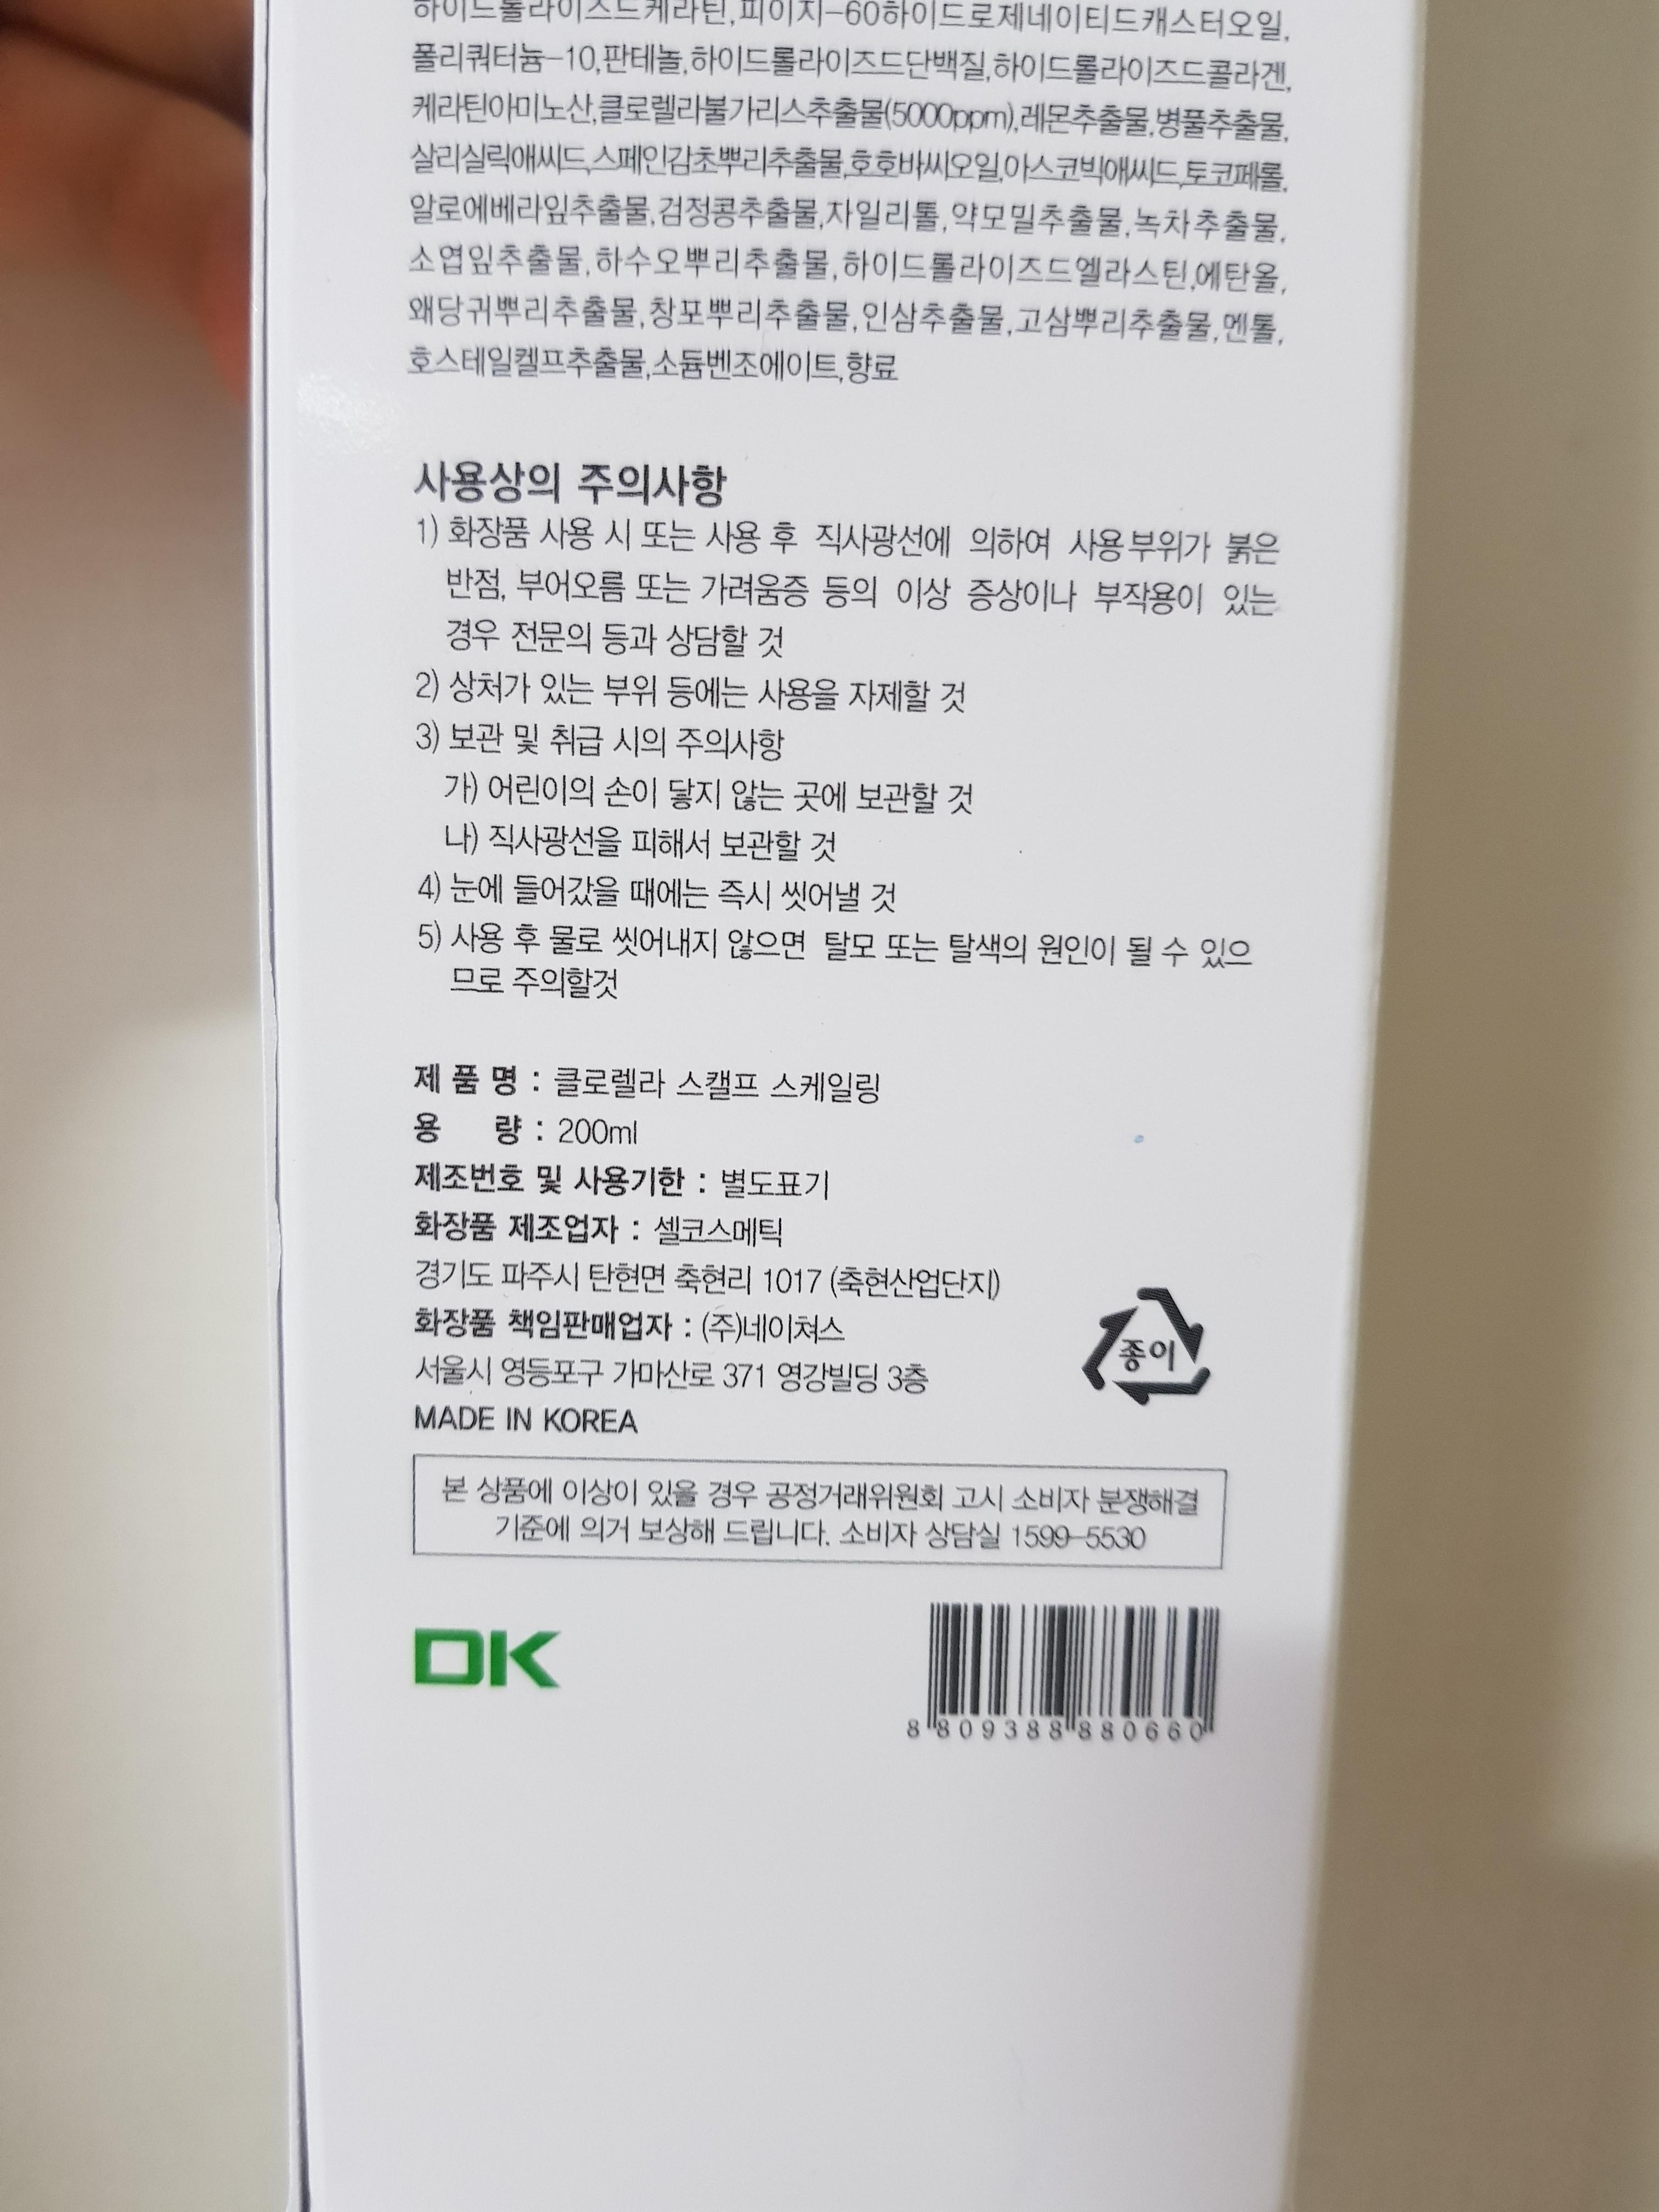 하이드롤라이즈드케라틴,피이지-60하이드로제네이티드캐스터오일,
폴리쿼터늄-10,판테놀,하이드롤라이즈드단백질,하이드롤라이즈드콜라겐,
케라틴아미노산,클로렐라불가리스추출물(5000ppm),레몬추출물,병풀추출물,
살리실릭애씨드,스페인감초뿌리추출물,호호바씨오일,아스코빅애씨드,토코페롤,
알로에베라잎추출물,검정콩추출물,자일리톨,약모밀추출물,녹차추출물,
소엽잎추출물,하수오뿌리추출물,하이드롤라이즈드엘라스틴,에탄올,
왜당귀뿌리추출물,창포뿌리추출물,인삼추출물,고삼뿌리추출물,멘톨,
호스테일켈프추출물,소듐벤조에이트,향료
사용상의 주의사항
1) 화장품 사용 시 또는 사용 후 직사광선에 의하여 사용부위가 붉은
반점, 부어오름 또는 가려움증 등의 이상 증상이나 부작용이 있는
경우 전문의 등과 상담할 것
2) 상처가 있는 부위 등에는 사용을 자제할 것
3) 보관 및 취급 시의 주의사항
가) 어린이의 손이 닿지 않는 곳에 보관할 것
나) 직사광선을 피해서 보관할 것
4) 눈에 들어갔을 때에는 즉시 씻어낼 것
5) 사용 후 물로 씻어내지 않으면 탈모 또는 탈색의 원인이 될 수 있으
므로 주의할것
제 품 명 : 클로렐라 스캘프 스케일링
용 량 : 200ml
제조번호 및 사용기한 : 별도표기
화장품 제조업자 : 셀코스메틱
경기도 파주시 탄현면 축현리 1017 (축현산업단지)
화장품 책임판매업자 : (주)네이쳐스
서울시 영등포구 가마산로 371 영강빌딩 3층
MADE IN KOREA
종이
본 상품에 이상이 있을 경우 공정거래위원회 고시 소비자 분쟁해결
기준에 의거 보상해 드립니다. 소비자 상담실 1599-5530
DK
8 809388 880660